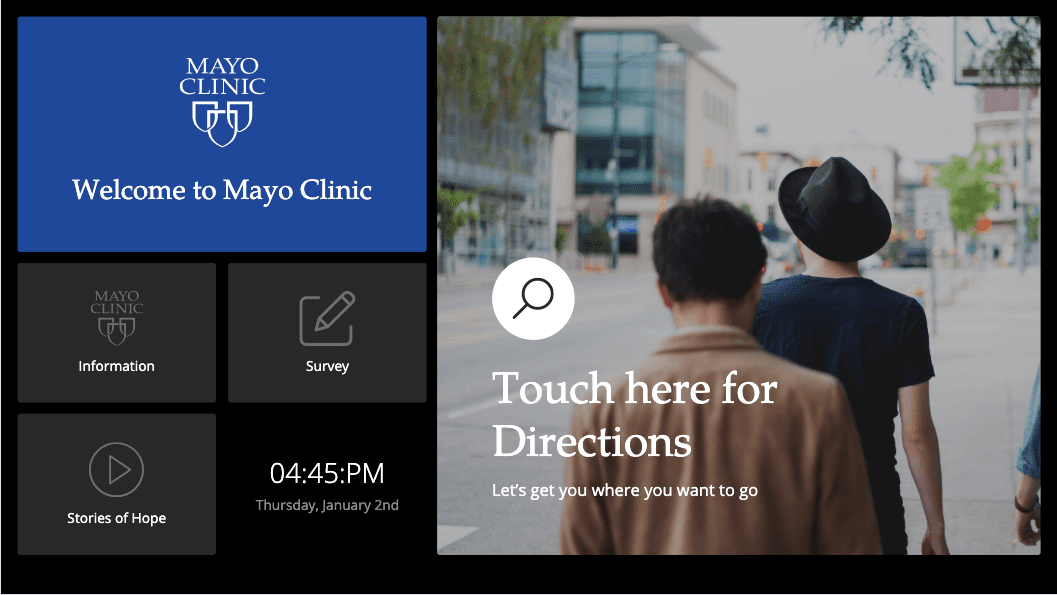 MAYO
CLINIC
Welcome to Mayo Clinic
MAYO
CLINIC
Information
Survey
Stories of Hope
04:45:PM
Thursday, January 2nd
Touch here for
Directions
Let’s get you where you want to go